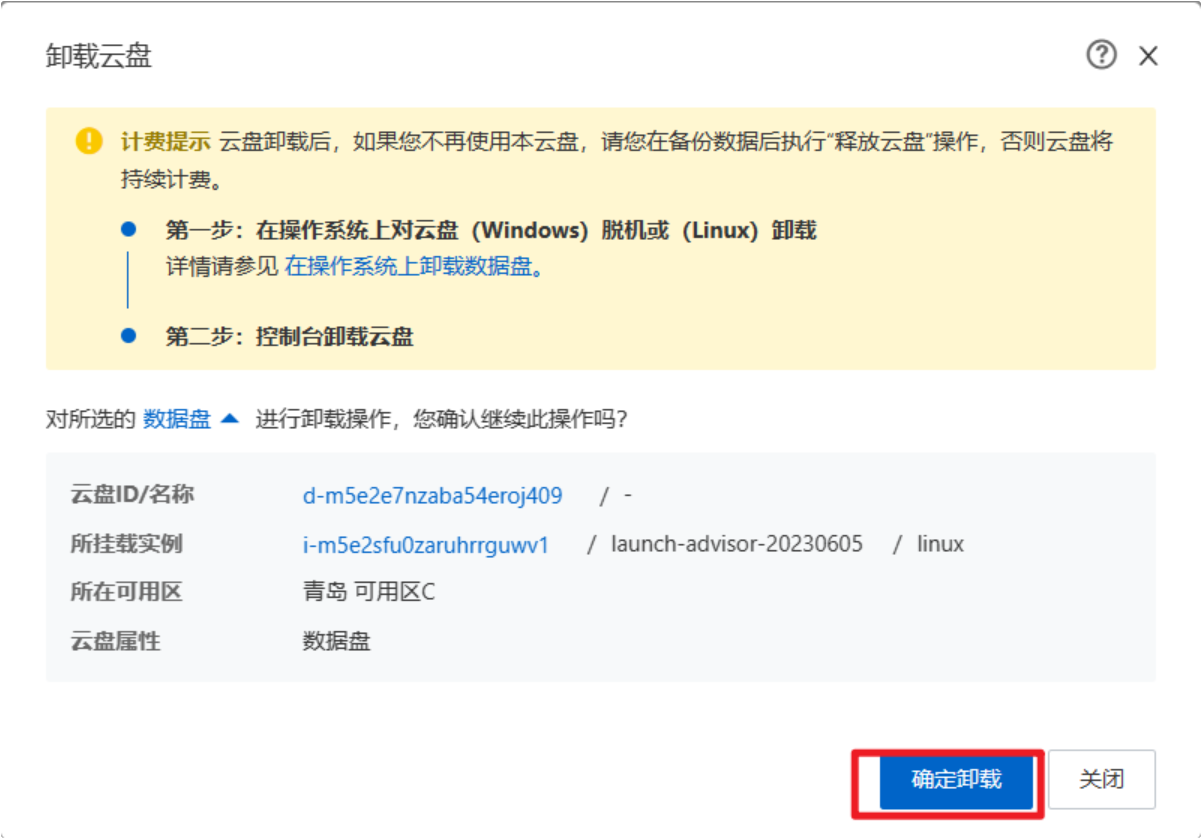 卸载云盘
计费提示 云盘卸载后，如果您不再使用本云盘，请您在备份数据后执行“释放云盘”操作，否则云盘将
持续计费。
第一步：在操作系统上对云盘（Windows）脱机或（Linux）卸载
详情请参见 在操作系统上卸载数据盘。
第二步：控制台卸载云盘
对所选的 数据盘 进行卸载操作，您确认继续此操作吗？
云盘ID/名称 d-m5e2e7nzaba54eroj409 / -
所挂载实例 i-m5e2sfu0zaruhrrguwv1 / launch-advisor-20230605 / linux
所在可用区 青岛 可用区C
云盘属性 数据盘
确定卸载 关闭